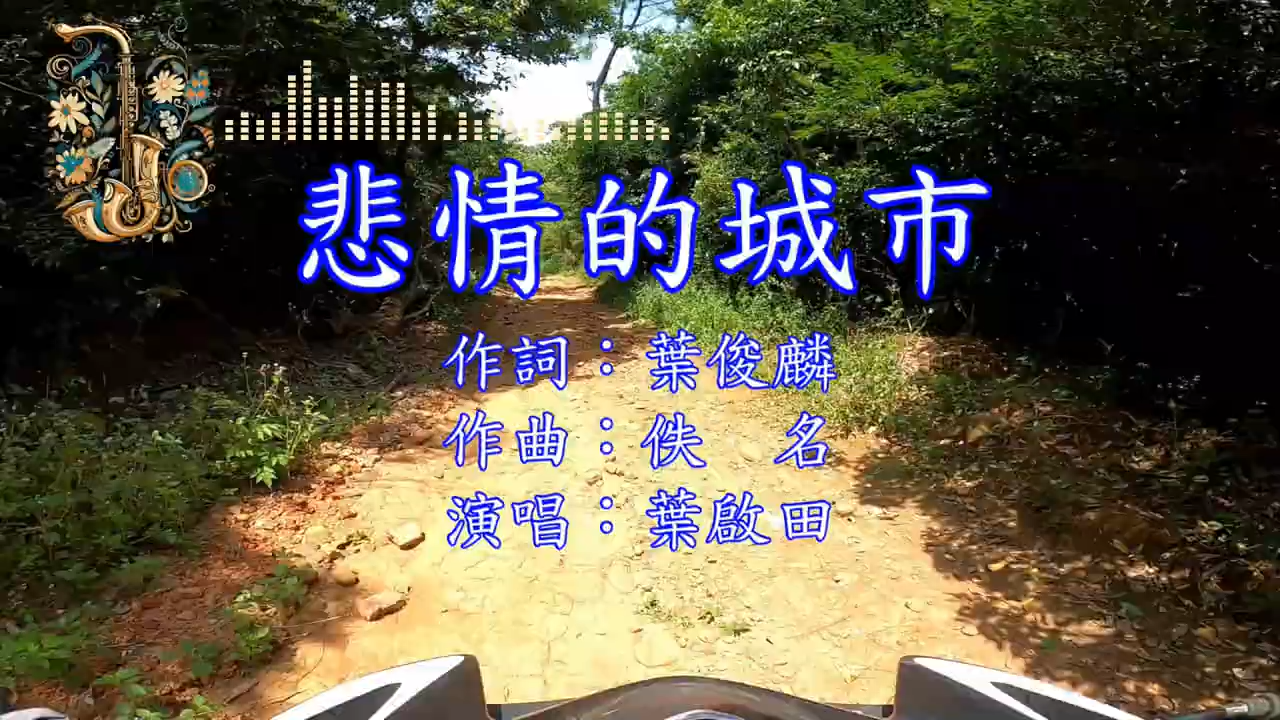 悲情的城市
作詞：葉俊麟
作曲：佚　名
演唱：葉啟田